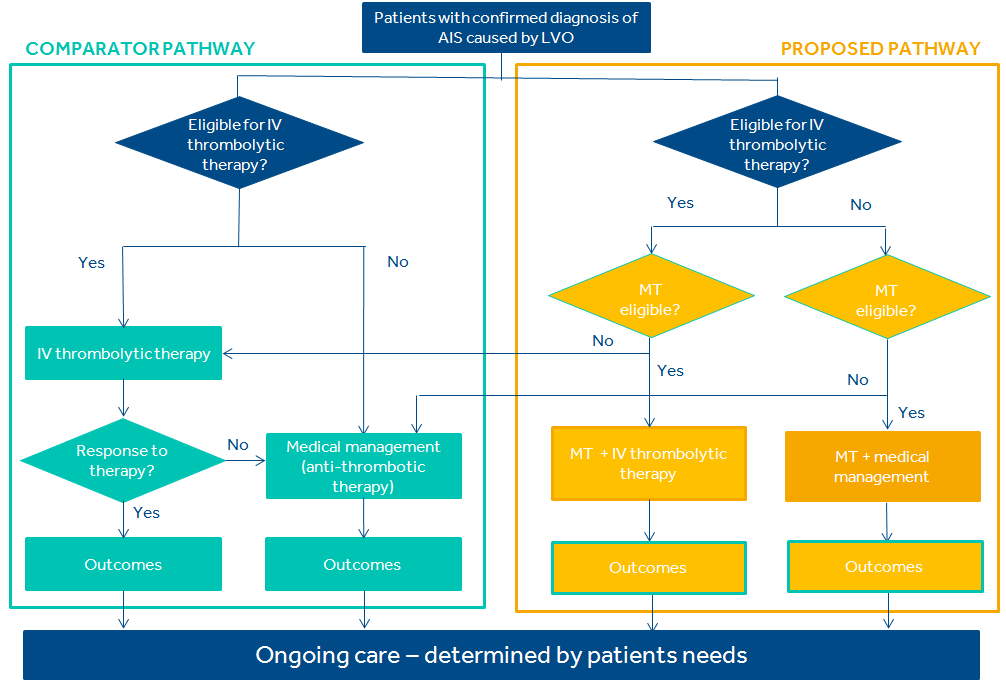 Patients with confirmed diagnosis of
AIS caused by LVO
COMPARATOR PATHWAY
PROPOSED PATHWAY
Eligible for IV
thrombolytic
therapy?
Eligible for IV
thrombolytic
therapy?
Yes
No
Yes
No
MT
eligible?
MT
eligible?
IV thrombolytic therapy
No
Yes
No
Yes
Response to
therapy?
No
Medical management
(anti-thrombotic
therapy)
MT + IV thrombolytic
therapy
MT + medical
management
Yes
Outcomes
Outcomes
Outcomes
Outcomes
Ongoing care – determined by patients needs